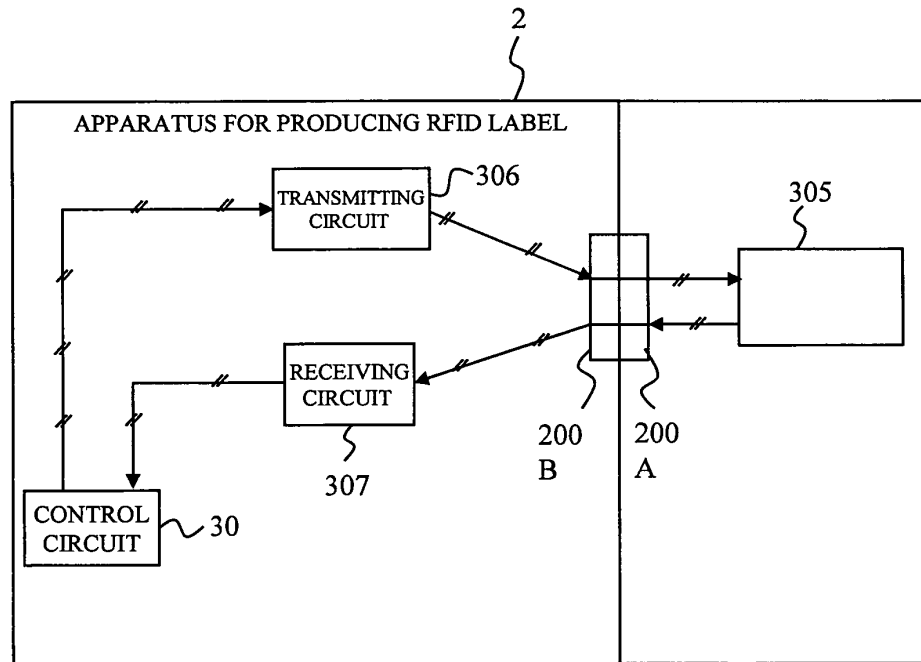 2
APPARATUS FOR PRODUCING RFID LABEL
TRANSMITTING
CIRCUIT
306
305
RECEIVING
CIRCUIT
307
200
B
200
A
CONTROL
CIRCUIT
30